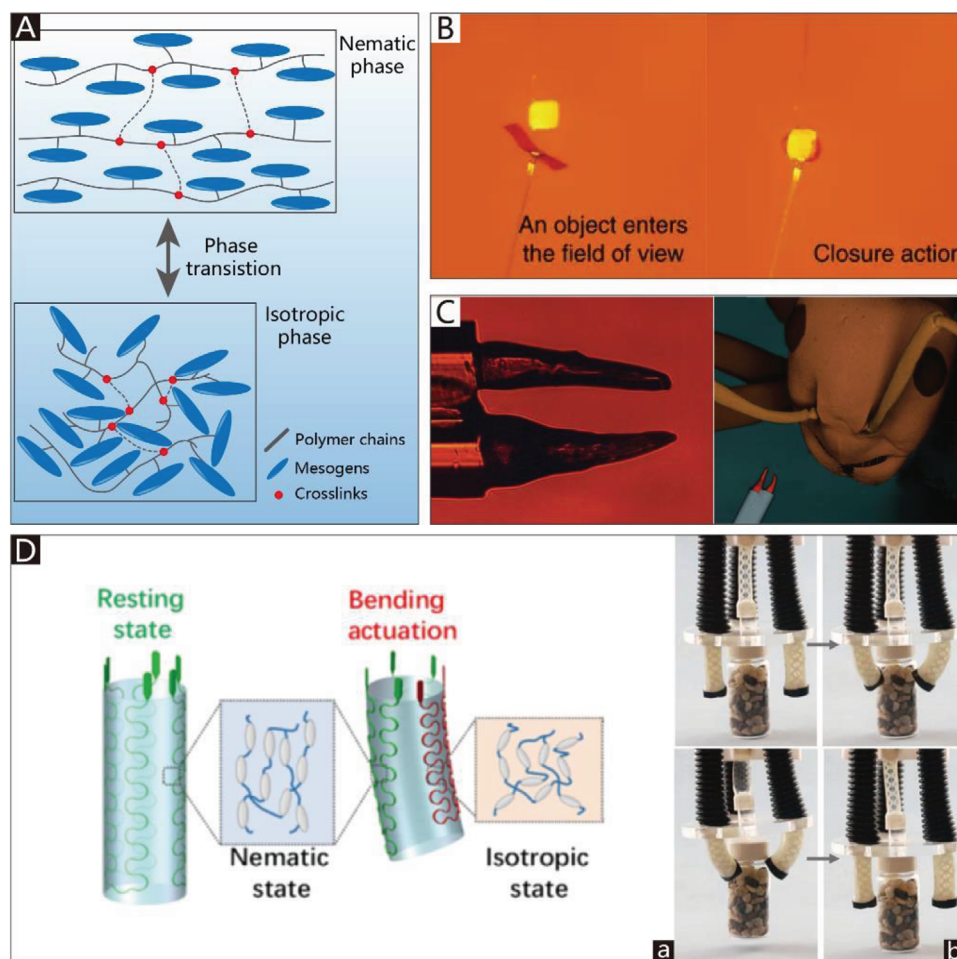 A
Nematic
phase
Phase
transistion
Isotropic
phase
Polymer chains
Mesogens
Crosslinks
B
An object enters
the field of view
Closure action
C
D
Resting
state
Bending
actuation
Nematic
state
Isotropic
state
a
b